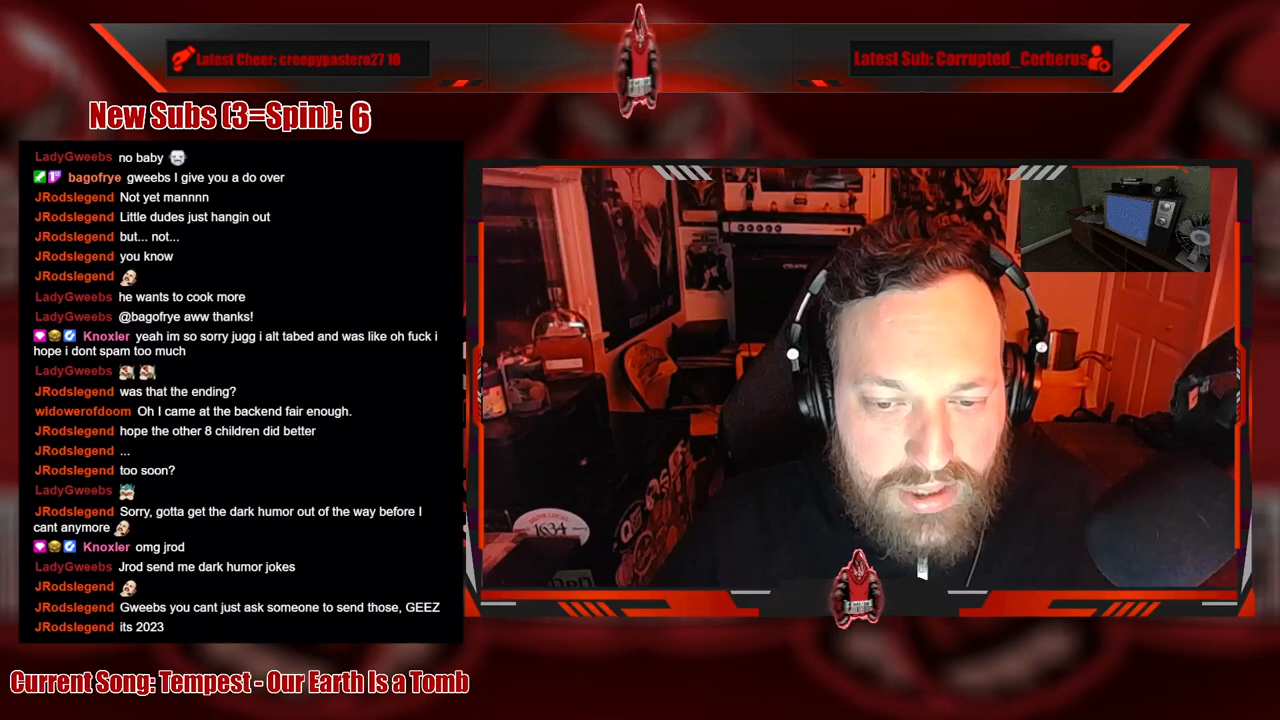 Latest Cheer: creepypastero27 10
Latest Sub: Corrupted_Cerberus
New Subs (3=Spin): 6
LadyGweebs no baby
bagofrye gweebs I give you a do over
JRodslegend Not yet mannnn
JRodslegend Little dudes just hangin out
JRodslegend but... not...
JRodslegend you know
JRodslegend
LadyGweebs he wants to cook more
LadyGweebs @bagofrye aww thanks!
Knoxler yeah im so sorry jugg i alt tabed and was like oh fuck i
hope i dont spam too much
LadyGweebs
JRodslegend was that the ending?
widowerofdoom Oh I came at the backend fair enough.
JRodslegend hope the other 8 children did better
JRodslegend ...
JRodslegend too soon?
LadyGweebs
JRodslegend Sorry, gotta get the dark humor out of the way before I
cant anymore
Knoxler omg jrod
LadyGweebs Jrod send me dark humor jokes
JRodslegend
JRodslegend Gweebs you cant just ask someone to send those, GEEZ
JRodslegend its 2023
DRINK LOCAL
1634
Current Song: Tempest - Our Earth Is a Tomb